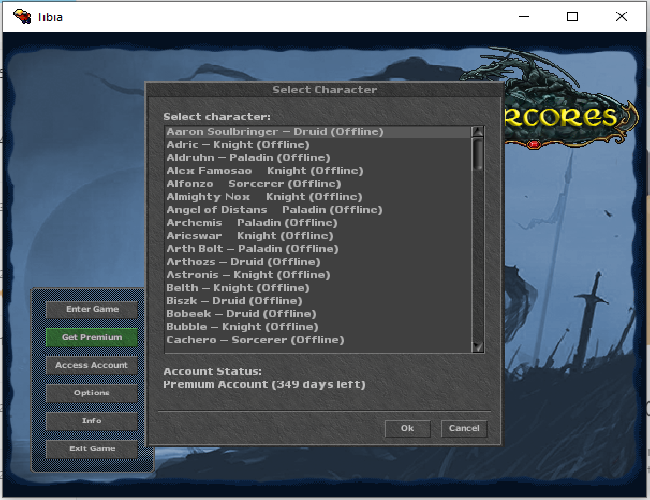 Tibia
Select Character
RCORES
Select character:
Aaron Soulbringer – Druid (Offline)
Adric – Knight (Offline)
Aldruhn – Paladin (Offline)
Alex Famosao    Knight (Offline)
Alfonzo    Sorcerer (Offline)
Almighty Nox    Knight (Offline)
Angel of Distans    Paladin (Offline)
Archemis    Paladin (Offline)
Arieswar    Knight (Offline)
Arth Bolt – Paladin (Offline)
Arthozs – Druid (Offline)
Astronis – Knight (Offline)
Belth – Knight (Offline)
Biszk – Druid (Offline)
Bobeek – Druid (Offline)
Bubble – Knight (Offline)
Cachero – Sorcerer (Offline)
Enter Game
Get Premium
Access Account
Options
Info
Exit Game
Account Status:
Premium Account (349 days left)
Ok
Cancel